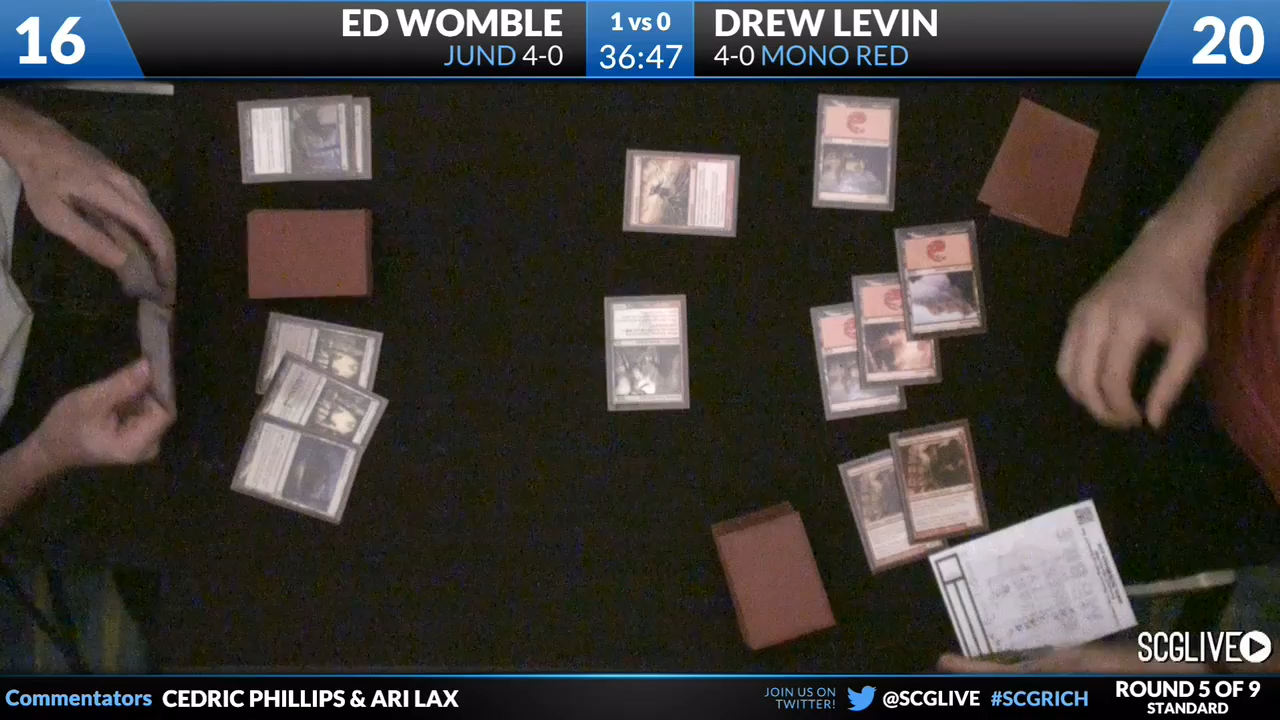 16
ED WOMBLE
JUND 4-0
1 vs 0
36:47
DREW LEVIN
4-0 MONO RED
20
SCGLIVE
Commentators CEDRIC PHILLIPS & ARI LAX
JOIN US ON
TWITTER!
@SCGLIVE #SCGRICH
ROUND 5 OF 9
STANDARD